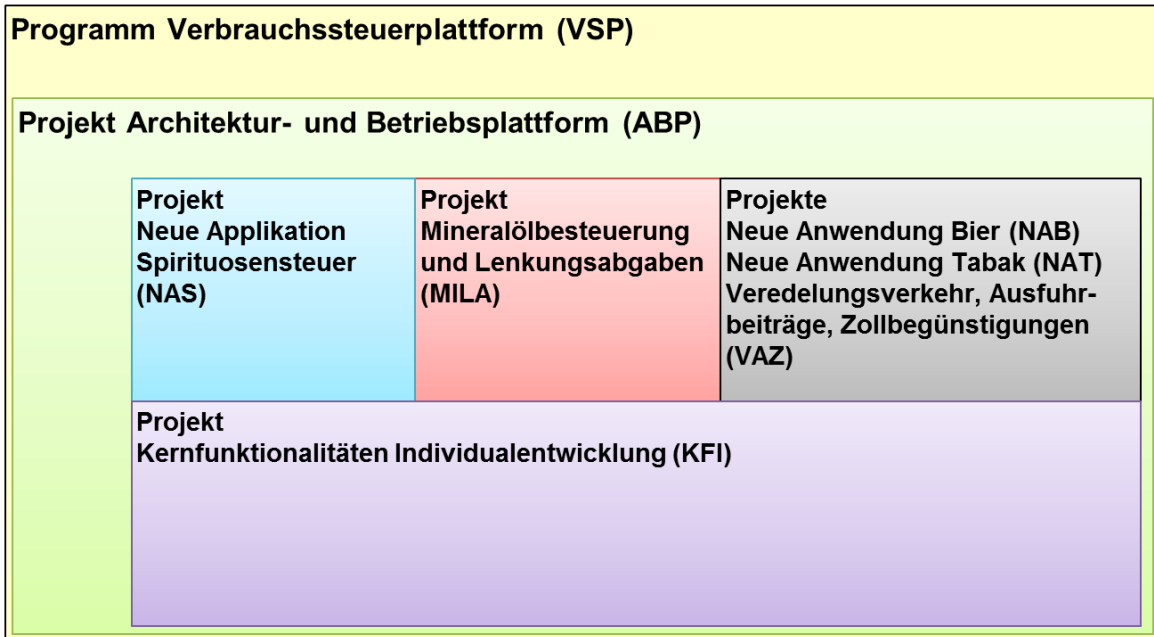 Programm Verbrauchssteuerplattform (VSP)
Projekt Architektur- und Betriebsplattform (ABP)
Projekt
Neue Applikation
Spirituosensteuer
(NAS)
Projekt
Mineralölbesteuerung
und Lenkungsabgaben
(MILA)
Projekte
Neue Anwendung Bier (NAB)
Neue Anwendung Tabak (NAT)
Veredelungsverkehr, Ausfuhr-
beiträge, Zollbegünstigungen
(VAZ)
Projekt
Kernfunktionalitäten Individualentwicklung (KFI)